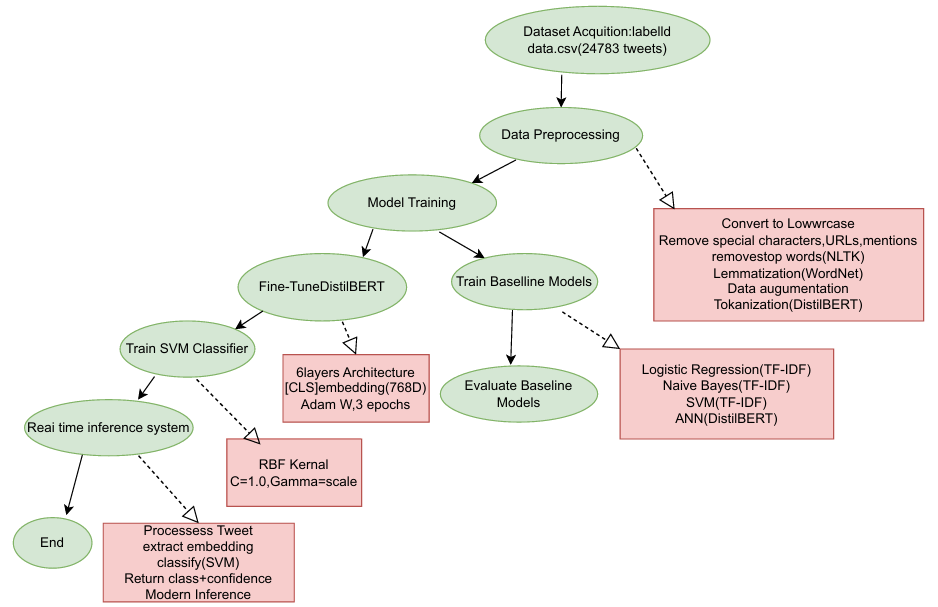 Dataset Acquition:labelld
data.csv(24783 tweets)
Data Preprocessing
Model Training
Convert to Lowwrcase
Remove special characters,URLs,mentions
removestop words(NLTK)
Lemmatization(WordNet)
Data augumentation
Tokanization(DistilBERT)
Fine-TuneDistilBERT
Train Baselline Models
Train SVM Classifier
6layers Architecture
[CLS]embedding(768D)
Adam W,3 epochs
Evaluate Baseline
Models
Logistic Regression(TF-IDF)
Naive Bayes(TF-IDF)
SVM(TF-IDF)
ANN(DistilBERT)
Reai time inference system
RBF Kernal
C=1.0,Gamma=scale
End
Processess Tweet
extract embedding
classify(SVM)
Return class+confidence
Modern Inference